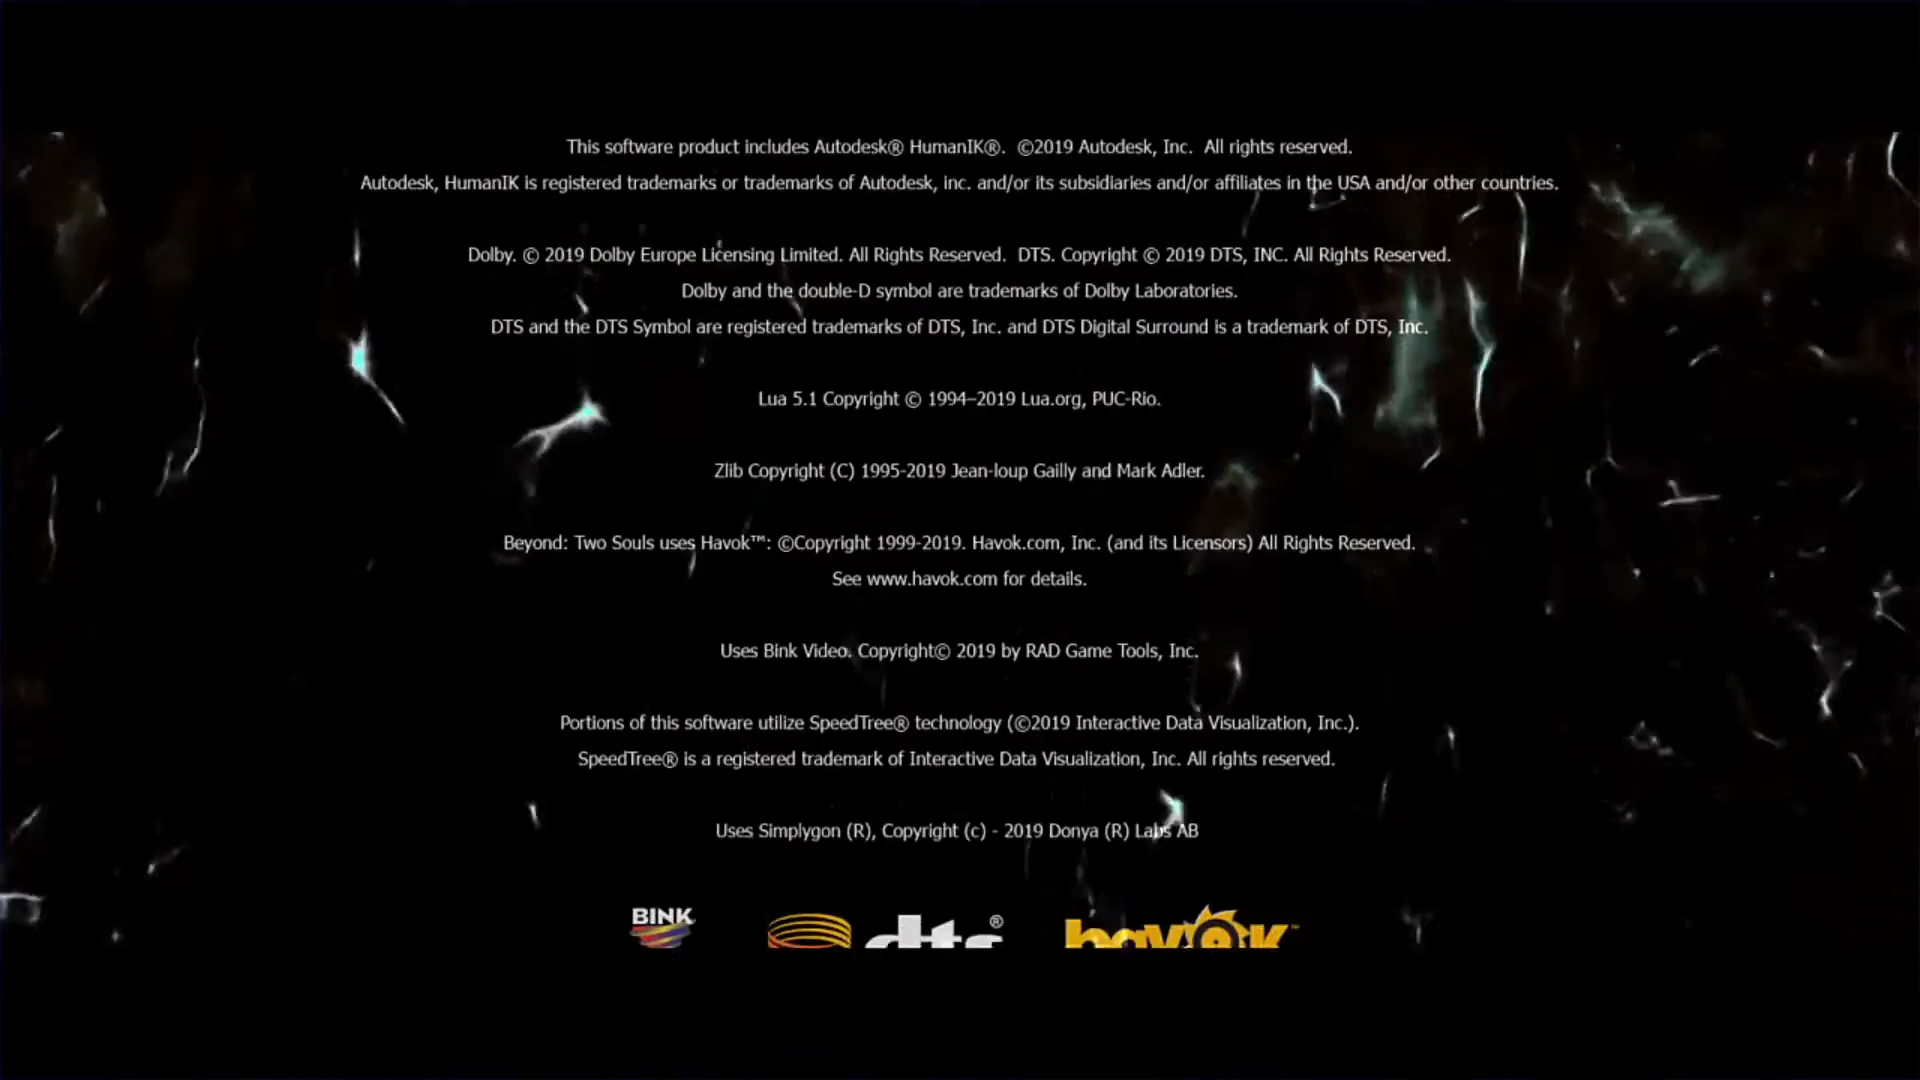 This software product includes Autodesk® HumanIK®.  ©2019 Autodesk, Inc.  All rights reserved.
Autodesk, HumanIK is registered trademarks or trademarks of Autodesk, inc. and/or its subsidiaries and/or affiliates in the USA and/or other countries.
Dolby. © 2019 Dolby Europe Licensing Limited. All Rights Reserved.  DTS. Copyright © 2019 DTS, INC. All Rights Reserved.
Dolby and the double-D symbol are trademarks of Dolby Laboratories.
DTS and the DTS Symbol are registered trademarks of DTS, Inc. and DTS Digital Surround is a trademark of DTS, Inc.
Lua 5.1 Copyright © 1994–2019 Lua.org, PUC-Rio.
Zlib Copyright (C) 1995-2019 Jean-loup Gailly and Mark Adler.
Beyond: Two Souls uses Havok™: ©Copyright 1999-2019. Havok.com, Inc. (and its Licensors) All Rights Reserved.
See www.havok.com for details.
Uses Bink Video. Copyright© 2019 by RAD Game Tools, Inc.
Portions of this software utilize SpeedTree® technology (©2019 Interactive Data Visualization, Inc.).
SpeedTree® is a registered trademark of Interactive Data Visualization, Inc. All rights reserved.
Uses Simplygon (R), Copyright (c) - 2019 Donya (R) Labs AB
BINK dts® havok™